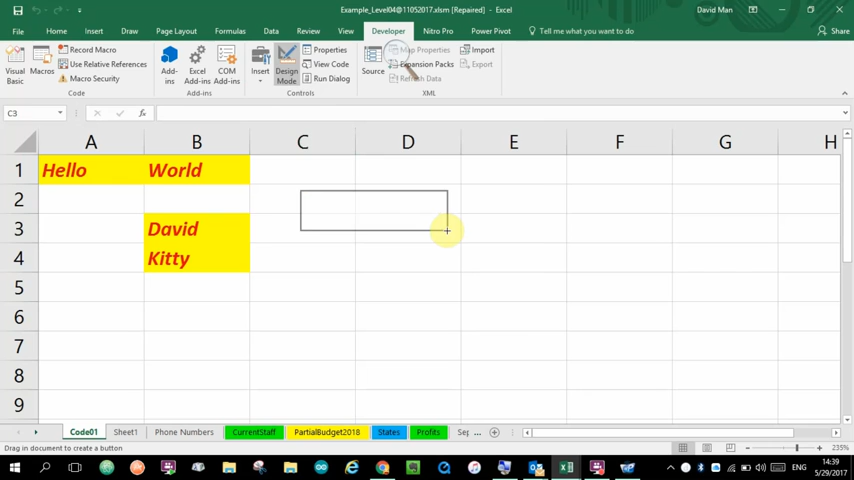 Example_Level04@11052017.xlsm [Repaired] - Excel
David Man
File Home Insert Draw Page Layout Formulas Data Review View Developer Nitro Pro Power Pivot Tell me what you want to do Share
Visual Basic
Macros
Record Macro
Use Relative References
Macro Security
Code
Add-ins
Excel Add-ins
COM Add-ins
Add-ins
Insert
Design Mode
Properties
View Code
Run Dialog
Controls
Source
Map Properties
Expansion Packs
Refresh Data
Import
Export
XML
C3
fx
A B C D E F G H
1 Hello World
2
3 David
4 Kitty
5
6
7
8
9
Code01 Sheet1 Phone Numbers CurrentStaff PartialBudget2018 States Profits Sep ...
Drag in document to create a button
235%
ENG
14:39
5/29/2017